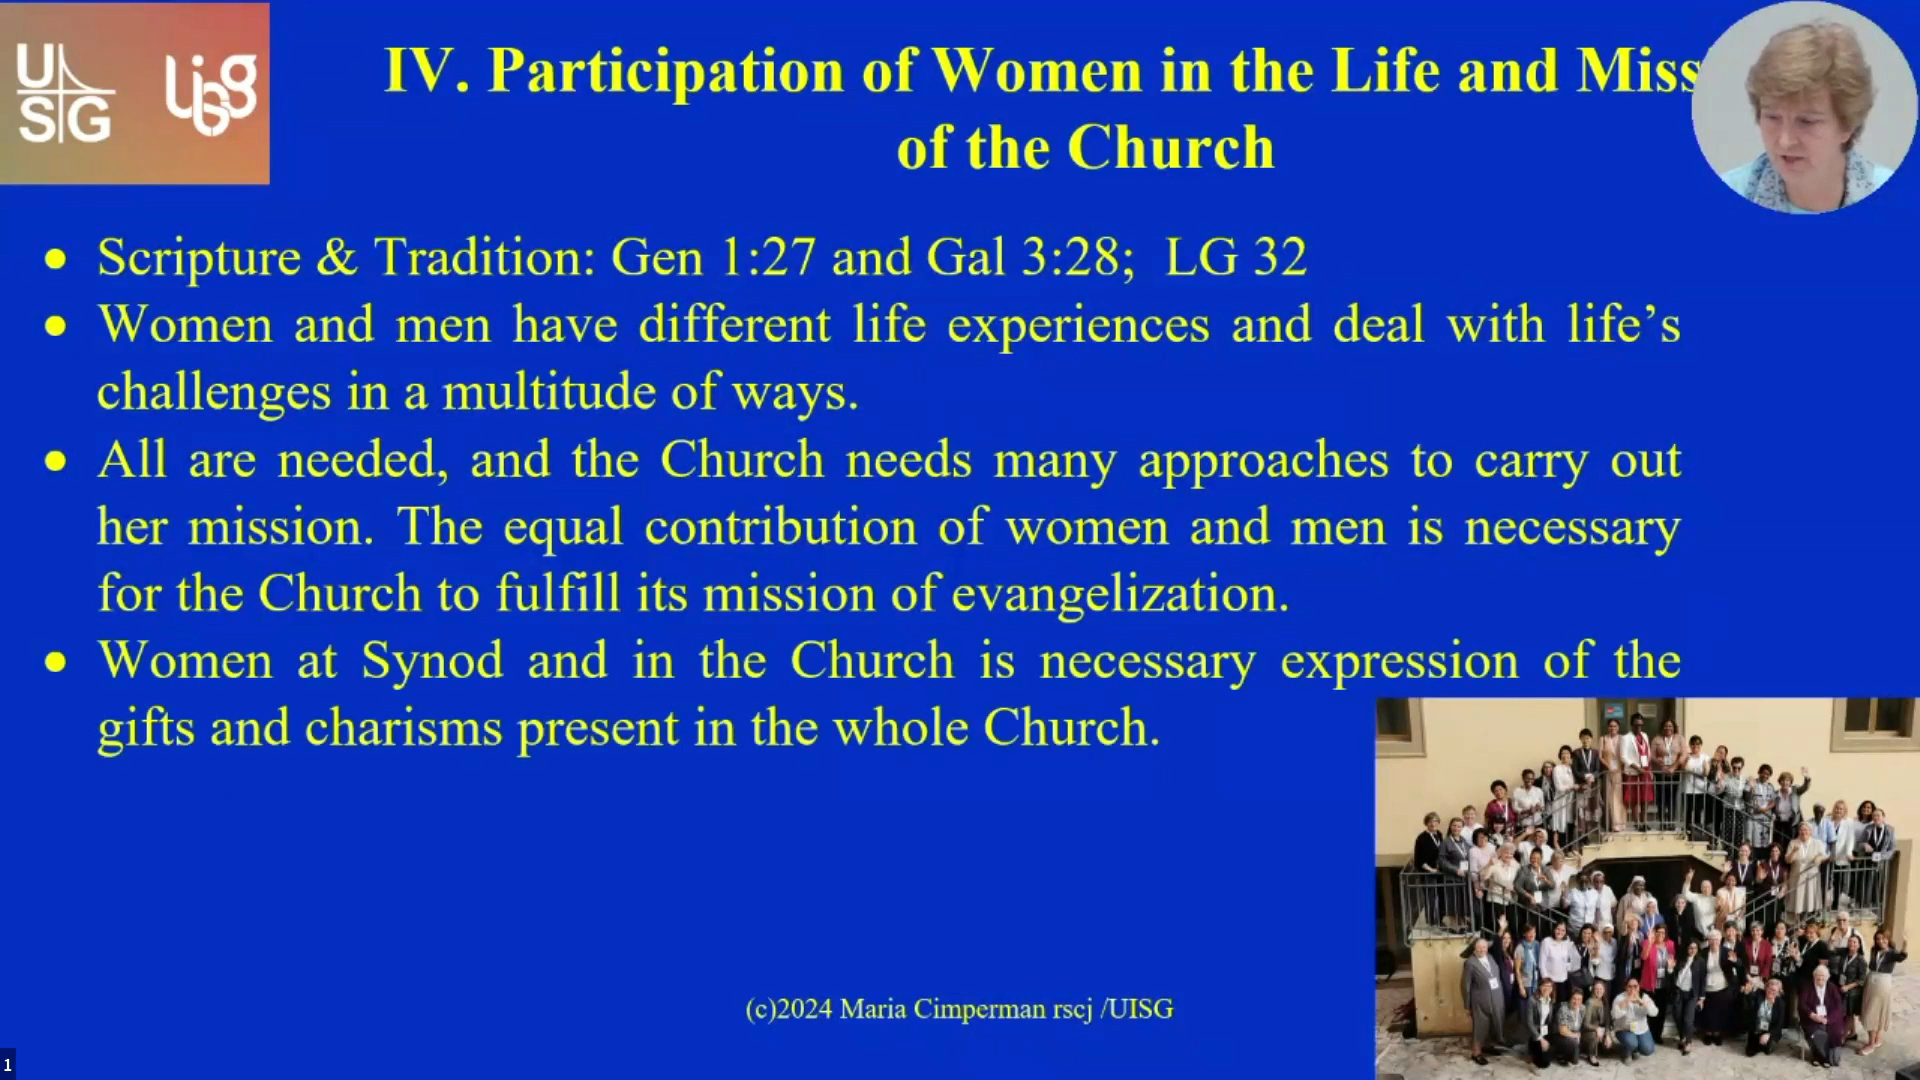 USG
UISG
IV. Participation of Women in the Life and Miss
of the Church
● Scripture & Tradition: Gen 1:27 and Gal 3:28; LG 32
● Women and men have different life experiences and deal with life’s
challenges in a multitude of ways.
● All are needed, and the Church needs many approaches to carry out
her mission. The equal contribution of women and men is necessary
for the Church to fulfill its mission of evangelization.
● Women at Synod and in the Church is necessary expression of the
gifts and charisms present in the whole Church.
(c)2024 Maria Cimperman rscj /UISG
1